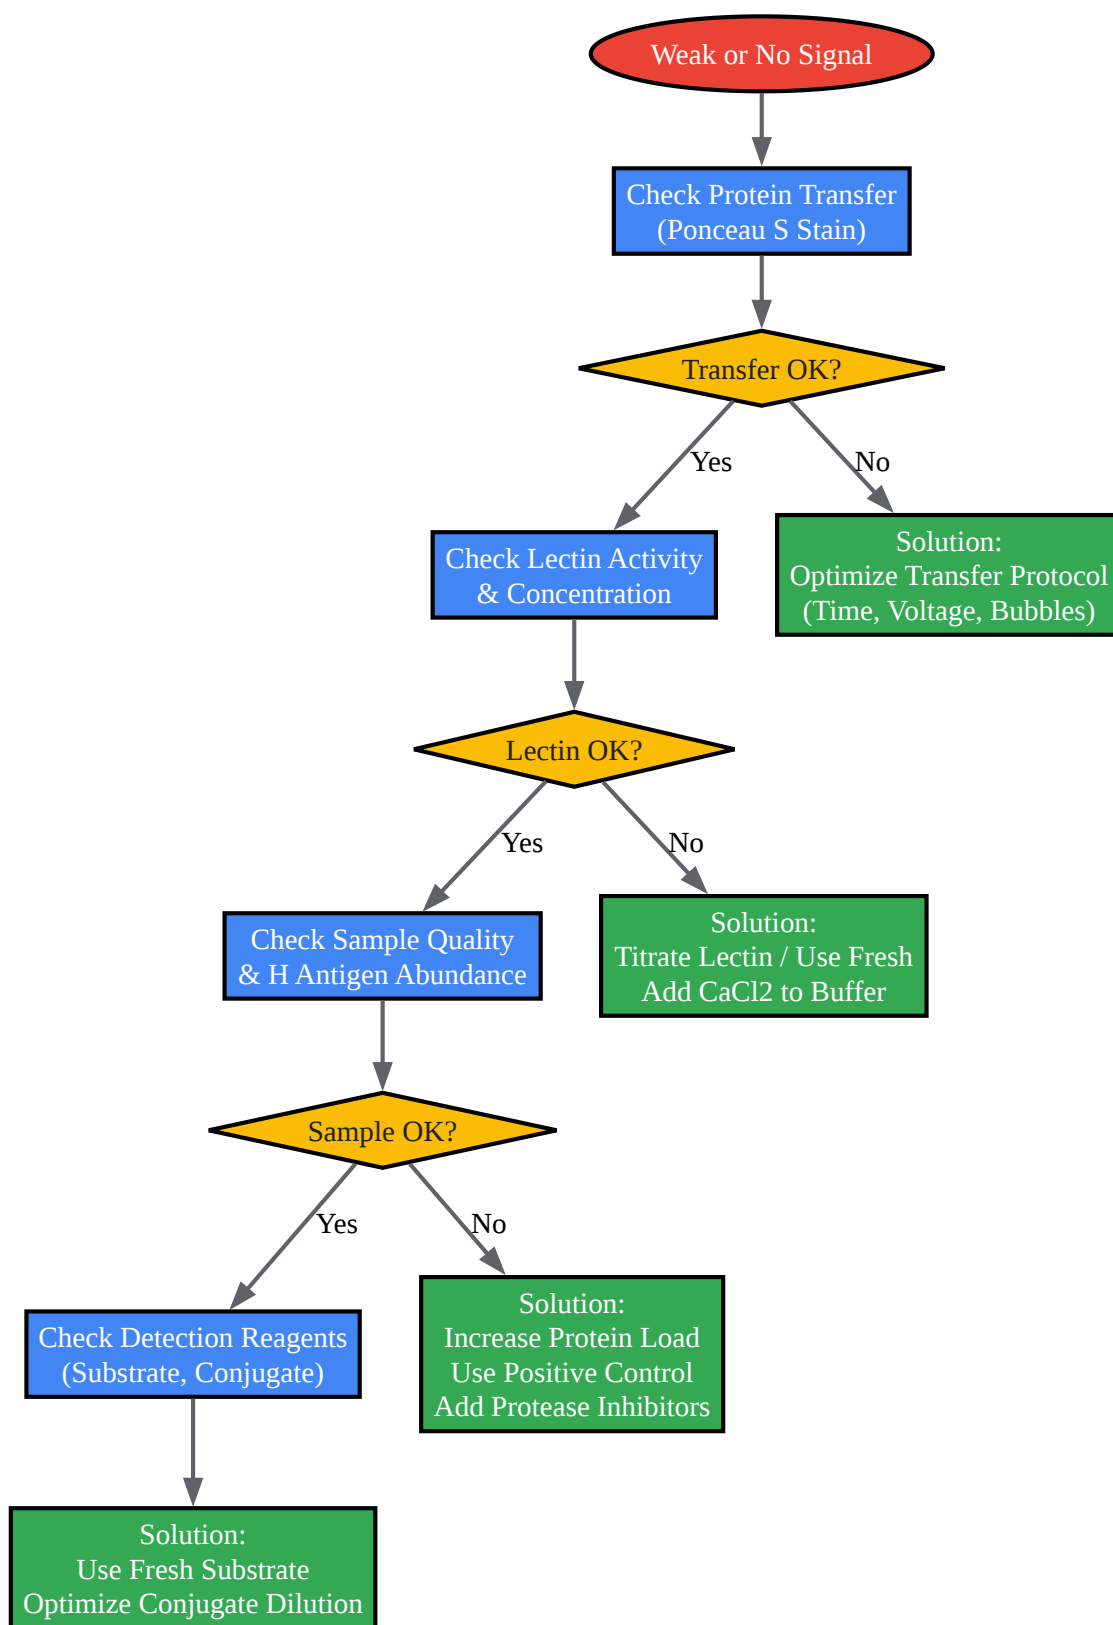 Weak or No Signal
Check Protein Transfer
(Ponceau S Stain)
Transfer OK?
Yes
No
Check Lectin Activity
& Concentration
Solution:
Optimize Transfer Protocol
(Time, Voltage, Bubbles)
Lectin OK?
Yes
No
Check Sample Quality
& H Antigen Abundance
Solution:
Titrate Lectin / Use Fresh
Add CaCl2 to Buffer
Sample OK?
Yes
No
Check Detection Reagents
(Substrate, Conjugate)
Solution:
Increase Protein Load
Use Positive Control
Add Protease Inhibitors
Solution:
Use Fresh Substrate
Optimize Conjugate Dilution